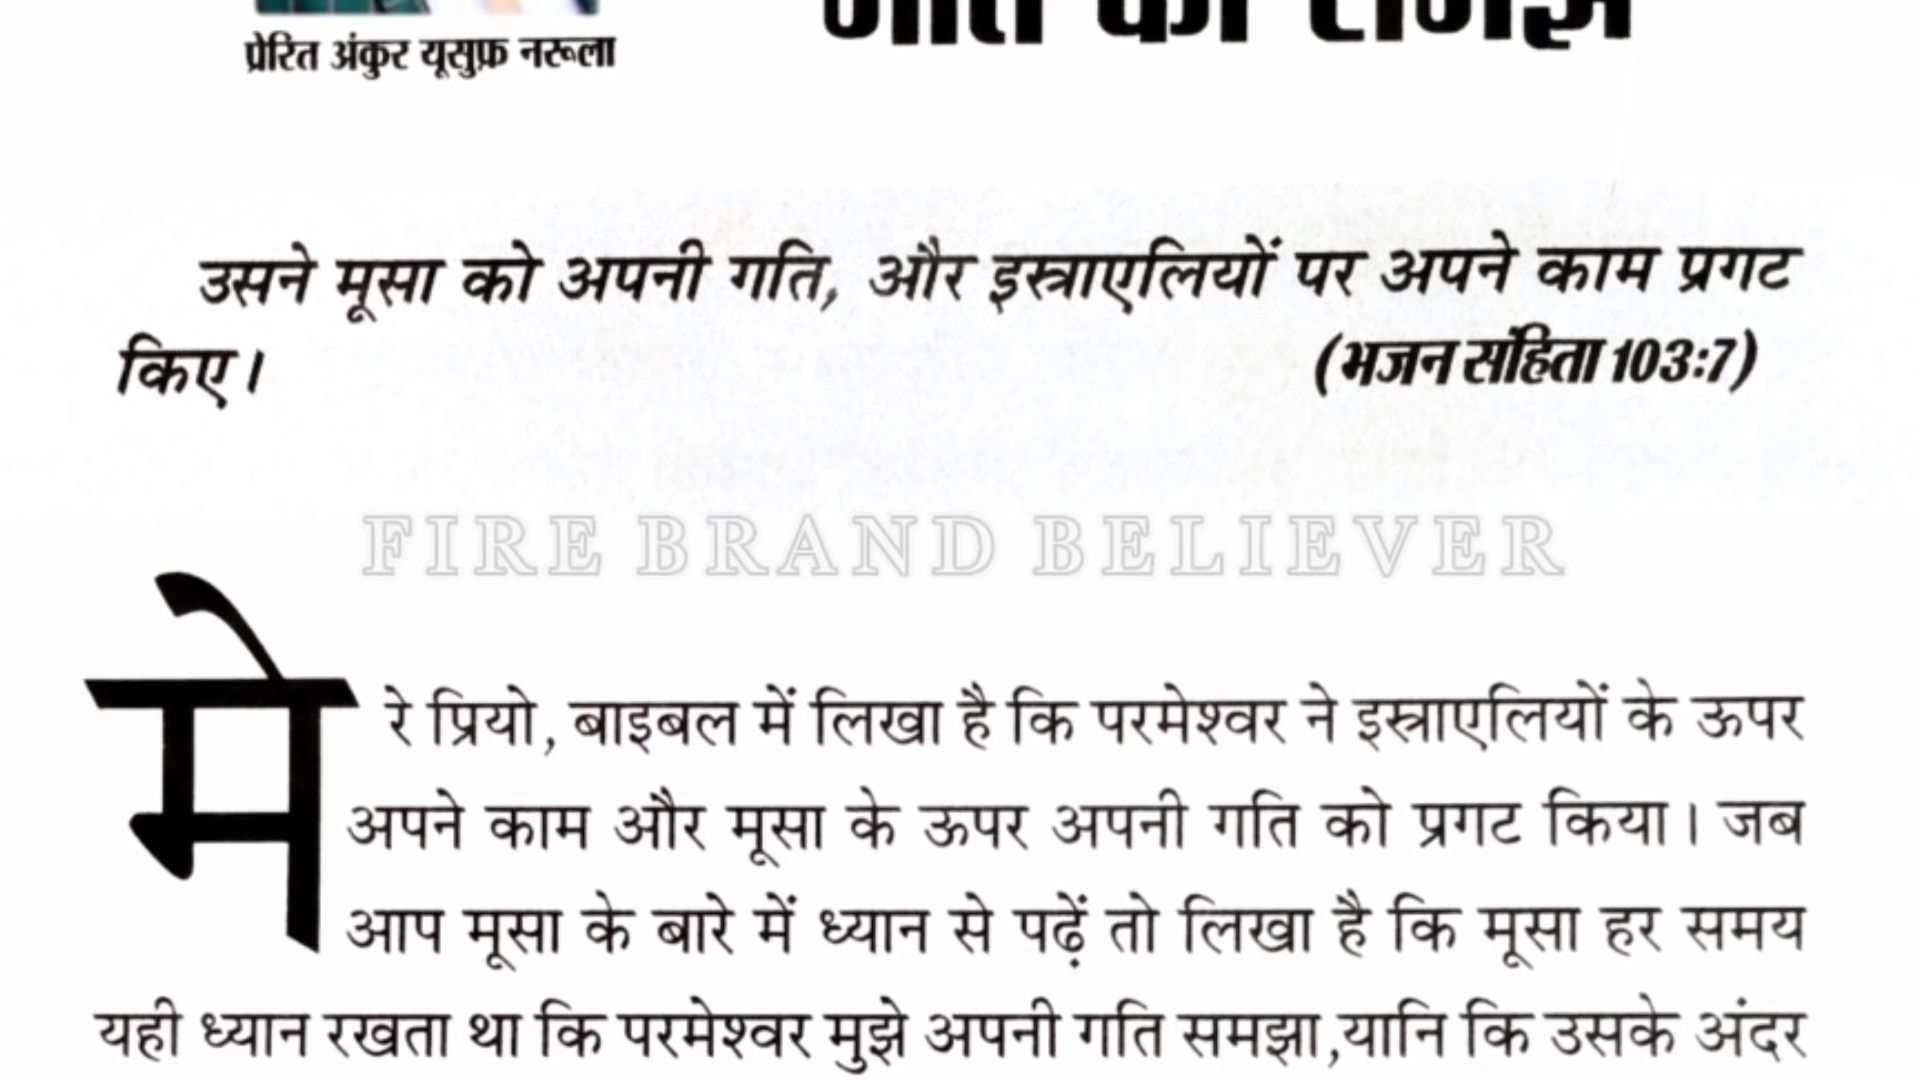 प्रेरित अंकुर यूसुफ़ नरूला
उसने मूसा को अपनी गति, और इस्त्राएलियों पर अपने काम प्रगट
किए।
(भजन संहिता 103:7)
FIRE BRAND BELIEVER
मे
रे प्रियो, बाइबल में लिखा है कि परमेश्वर ने इस्राएलियों के ऊपर
अपने काम और मूसा के ऊपर अपनी गति को प्रगट किया। जब
आप मूसा के बारे में ध्यान से पढ़ें तो लिखा है कि मूसा हर समय
यही ध्यान रखता था कि परमेश्वर मुझे अपनी गति समझा,यानि कि उसके अंदर